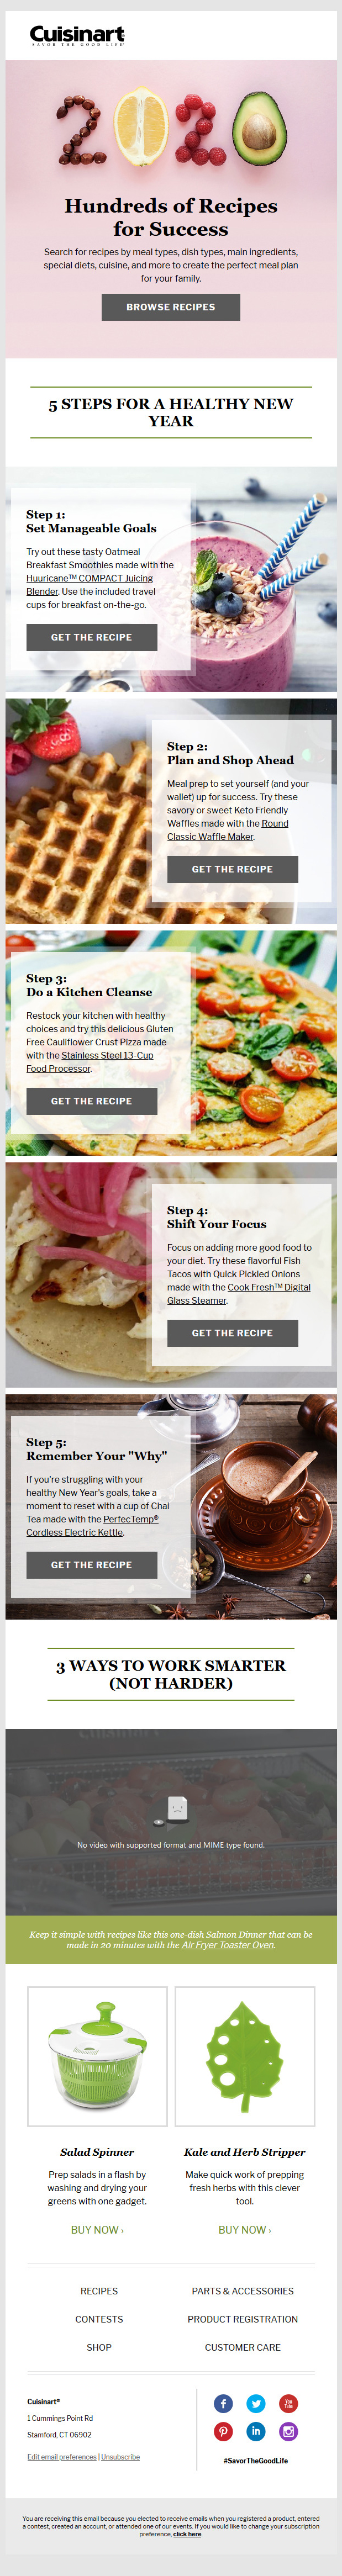 Cuisinart
SAVOR THE GOOD LIFE®
2020
Hundreds of Recipes
for Success
Search for recipes by meal types, dish types, main ingredients,
special diets, cuisine, and more to create the perfect meal plan
for your family.
BROWSE RECIPES
5 STEPS FOR A HEALTHY NEW
YEAR
Step 1:
Set Manageable Goals
Try out these tasty Oatmeal
Breakfast Smoothies made with the
Huuricane™ COMPACT Juicing
Blender. Use the included travel
cups for breakfast on-the-go.
GET THE RECIPE
Step 2:
Plan and Shop Ahead
Meal prep to set yourself (and your
wallet) up for success. Try these
savory or sweet Keto Friendly
Waffles made with the Round
Classic Waffle Maker.
GET THE RECIPE
Step 3:
Do a Kitchen Cleanse
Restock your kitchen with healthy
choices and try this delicious Gluten
Free Cauliflower Crust Pizza made
with the Stainless Steel 13-Cup
Food Processor.
GET THE RECIPE
Step 4:
Shift Your Focus
Focus on adding more good food to
your diet. Try these flavorful Fish
Tacos with Quick Pickled Onions
made with the Cook Fresh™ Digital
Glass Steamer.
GET THE RECIPE
Step 5:
Remember Your "Why"
If you're struggling with your
healthy New Year's goals, take a
moment to reset with a cup of Chai
Tea made with the PerfecTemp®
Cordless Electric Kettle.
GET THE RECIPE
3 WAYS TO WORK SMARTER
(NOT HARDER)
Cuisinart
No video with supported format and MIME type found.
Keep it simple with recipes like this one-dish Salmon Dinner that can be
made in 20 minutes with the Air Fryer Toaster Oven.
Salad Spinner
Prep salads in a flash by
washing and drying your
greens with one gadget.
BUY NOW ›
Kale and Herb Stripper
Make quick work of prepping
fresh herbs with this clever
tool.
BUY NOW ›
RECIPES
PARTS & ACCESSORIES
CONTESTS
PRODUCT REGISTRATION
SHOP
CUSTOMER CARE
Cuisinart®
1 Cummings Point Rd
Stamford, CT 06902
Edit email preferences | Unsubscribe
You Tube
in
#SavorTheGoodLife
You are receiving this email because you elected to receive emails when you registered a product, entered
a contest, created an account, or attended one of our events. If you would like to change your subscription
preference, click here.